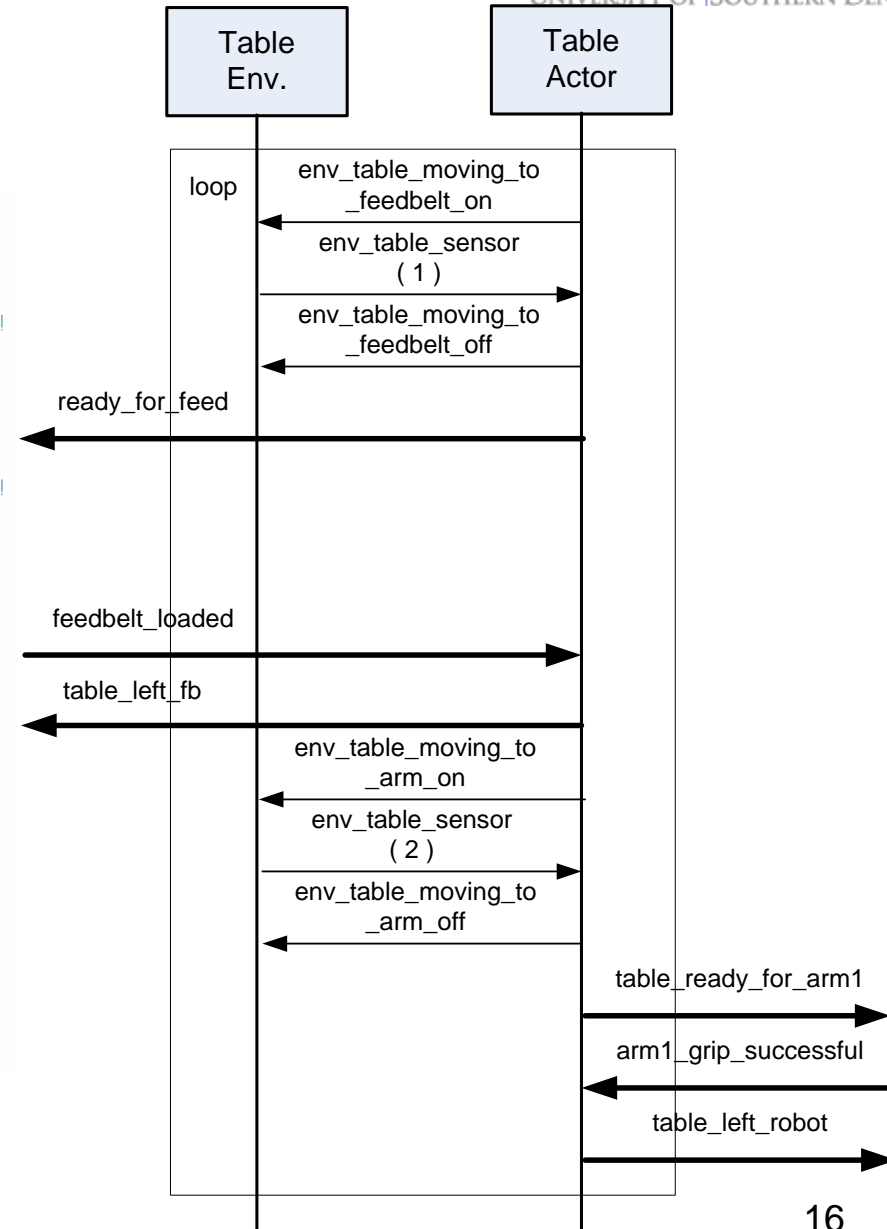 OF SOUTHERN DEN
Table
Env.
Table
Actor
loop
env_table_moving_to
_feedbelt_on
env_table_sensor
( 1 )
env_table_moving_to
_feedbelt_off
ready_for_feed
feedbelt_loaded
table_left_fb
env_table_moving_to
_arm_on
env_table_sensor
( 2 )
env_table_moving_to
_arm_off
table_ready_for_arm1
arm1_grip_successful
table_left_robot
16